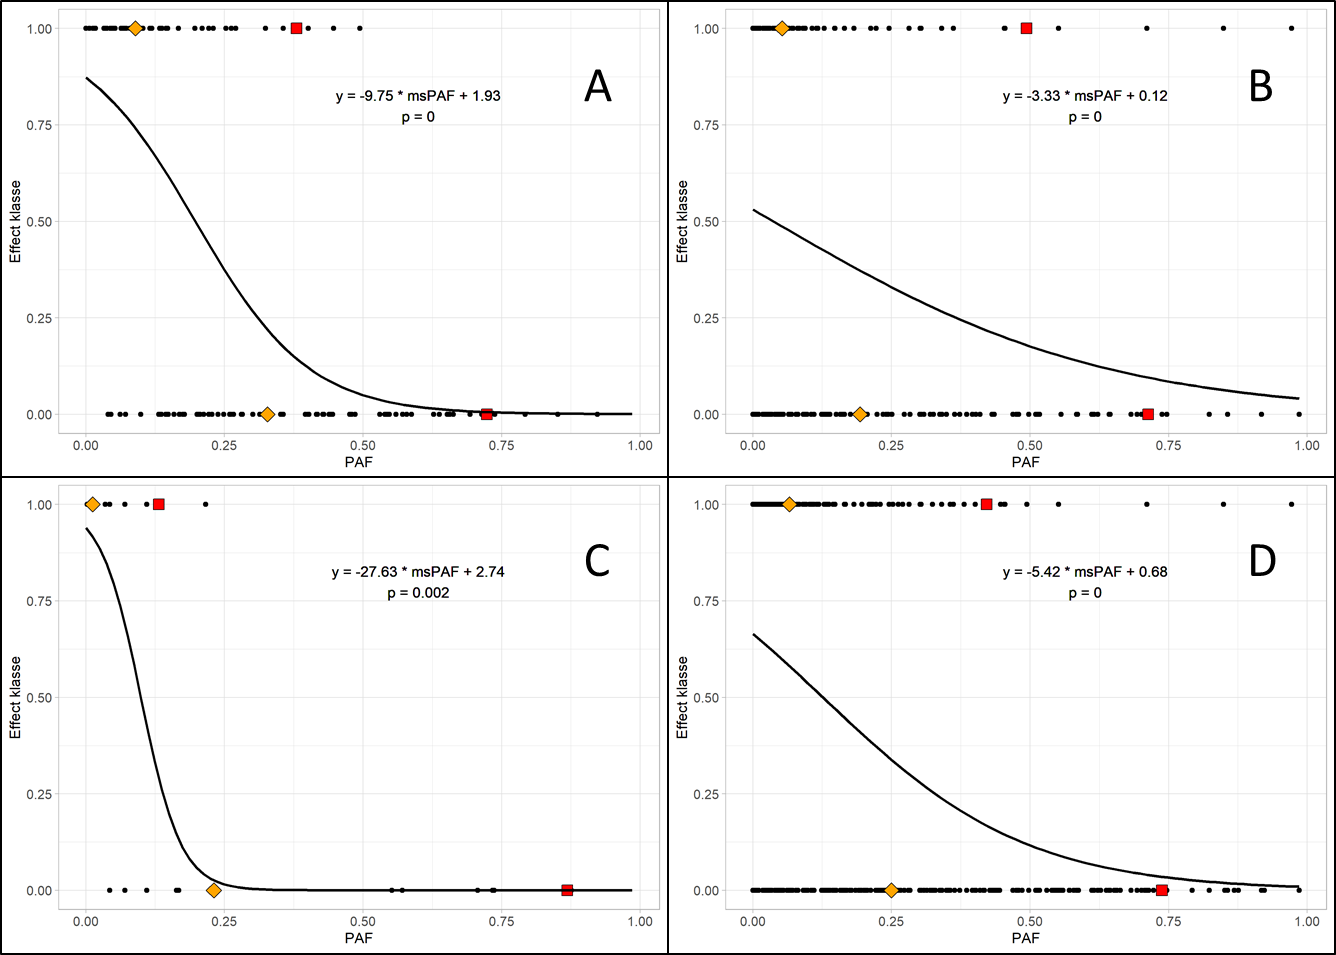 1.00
A
y = -9.75 * msPAF + 1.93
p = 0
0.75
Effect klasse
0.50
0.25
0.00
0.00 0.25 0.50 0.75 1.00
PAF
1.00
B
y = -3.33 * msPAF + 0.12
p = 0
0.75
Effect klasse
0.50
0.25
0.00
0.00 0.25 0.50 0.75 1.00
PAF
1.00
C
y = -27.63 * msPAF + 2.74
p = 0.002
0.75
Effect klasse
0.50
0.25
0.00
0.00 0.25 0.50 0.75 1.00
PAF
1.00
D
y = -5.42 * msPAF + 0.68
p = 0
0.75
Effect klasse
0.50
0.25
0.00
0.00 0.25 0.50 0.75 1.00
PAF